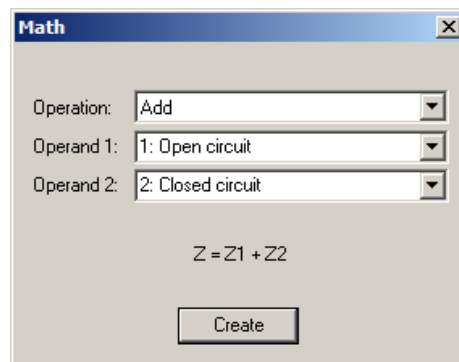 Math
Operation: Add
Operand 1: 1: Open circuit
Operand 2: 2: Closed circuit
Z = Z1 + Z2
Create